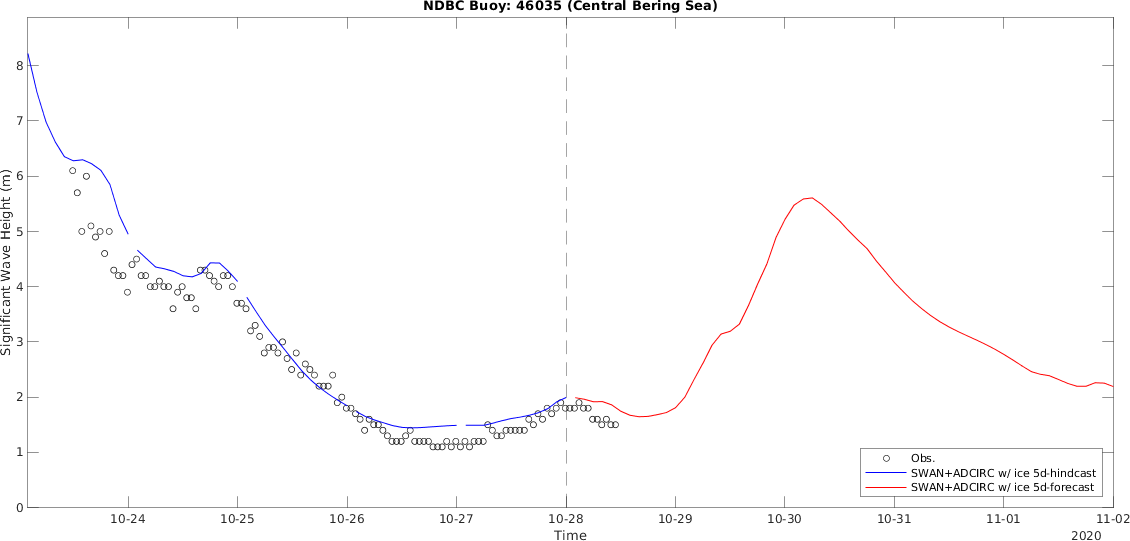 NDBC Buoy: 46035 (Central Bering Sea)
Significant Wave Height (m)
8
7
6
5
4
3
2
1
0
Obs.
SWAN+ADCIRC w/ ice 5d-hindcast
SWAN+ADCIRC w/ ice 5d-forecast
10-24 10-25 10-26 10-27 10-28 10-29 10-30 10-31 11-01 11-02
Time 2020